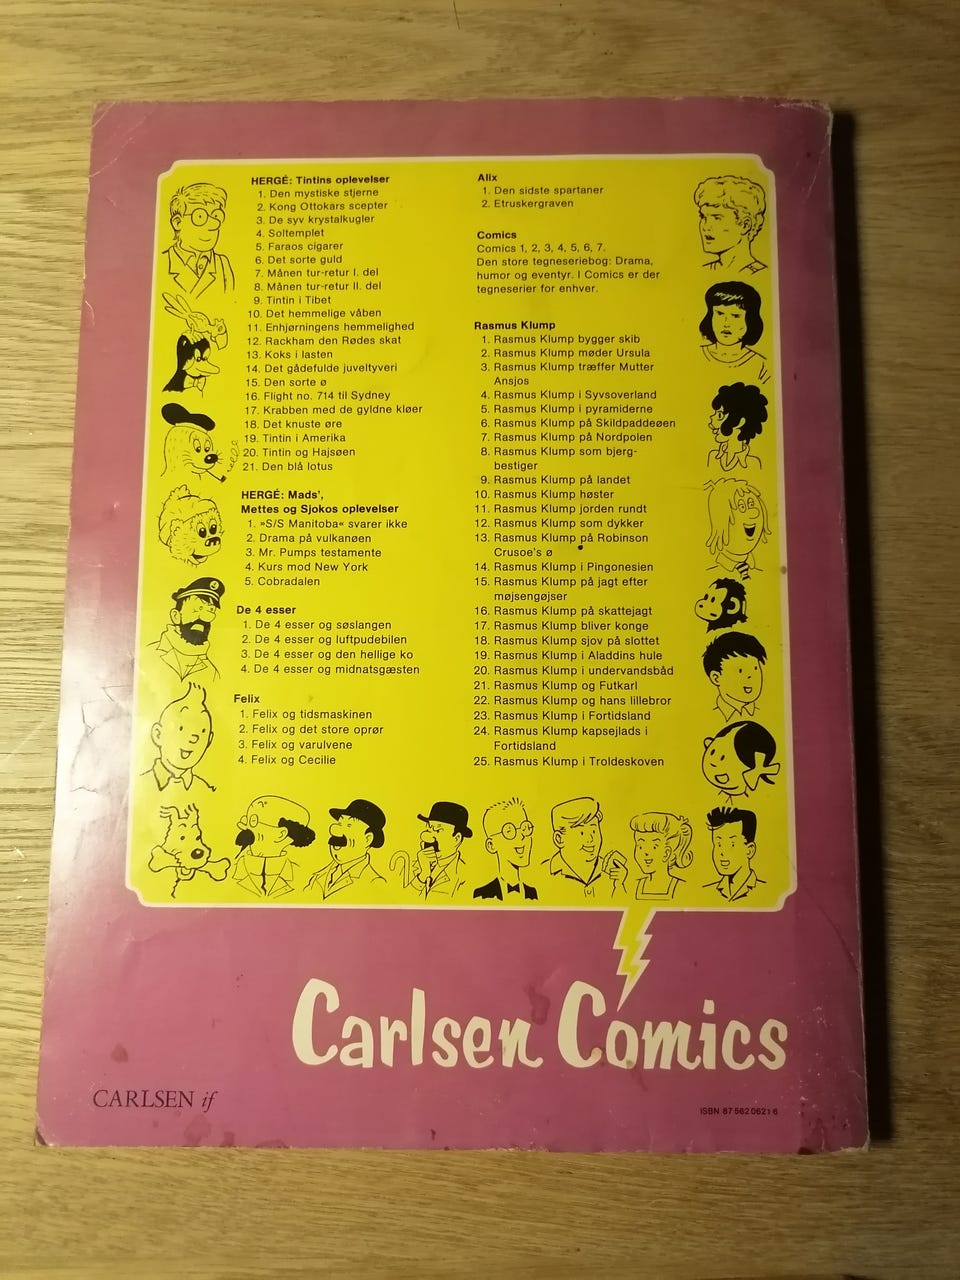 HERGÉ: Tintins oplevelser
1. Den mystiske stjerne
2. Kong Ottokars scepter
3. De syv krystalkugler
4. Soltemplet
5. Faraos cigarer
6. Det sorte guld
7. Månen tur-retur I. del
8. Månen tur-retur II. del
9. Tintin i Tibet
10. Det hemmelige våben
11. Enhjørningens hemmelighed
12. Rackham den Rødes skat
13. Koks i lasten
14. Det gådefulde juveltyveri
15. Den sorte ø
16. Flight no. 714 til Sydney
17. Krabben med de gyldne kløer
18. Det knuste øre
19. Tintin i Amerika
20. Tintin og Hajsøen
21. Den blå lotus
HERGÉ: Mads',
Mettes og Sjokos oplevelser
1. »S/S Manitoba« svarer ikke
2. Drama på vulkanøen
3. Mr. Pumps testamente
4. Kurs mod New York
5. Cobradalen
De 4 esser
1. De 4 esser og søslangen
2. De 4 esser og luftpudebilen
3. De 4 esser og den hellige ko
4. De 4 esser og midnatsgæsten
Felix
1. Felix og tidsmaskinen
2. Felix og det store oprør
3. Felix og varulvene
4. Felix og Cecilie
Alix
1. Den sidste spartaner
2. Etruskergraven
Comics
Comics 1, 2, 3, 4, 5, 6, 7.
Den store tegneseriebog: Drama,
humor og eventyr. I Comics er der
tegneserier for enhver.
Rasmus Klump
1. Rasmus Klump bygger skib
2. Rasmus Klump møder Ursula
3. Rasmus Klump træffer Mutter
Ansjos
4. Rasmus Klump i Syvsoverland
5. Rasmus Klump i pyramiderne
6. Rasmus Klump på Skildpaddeøen
7. Rasmus Klump på Nordpolen
8. Rasmus Klump som bjerg-
bestiger
9. Rasmus Klump på landet
10. Rasmus Klump høster
11. Rasmus Klump jorden rundt
12. Rasmus Klump som dykker
13. Rasmus Klump på Robinson
Crusoe's ø
14. Rasmus Klump i Pingonesien
15. Rasmus Klump på jagt efter
møjsengøjser
16. Rasmus Klump på skattejagt
17. Rasmus Klump bliver konge
18. Rasmus Klump sjov på slottet
19. Rasmus Klump i Aladdins hule
20. Rasmus Klump i undervandsbåd
21. Rasmus Klump og Futkarl
22. Rasmus Klump og hans lillebror
23. Rasmus Klump i Fortidsland
24. Rasmus Klump kapsejlads i
Fortidsland
25. Rasmus Klump i Troldeskoven
Carlsen Comics
CARLSEN if
ISBN 87 562 0621 6